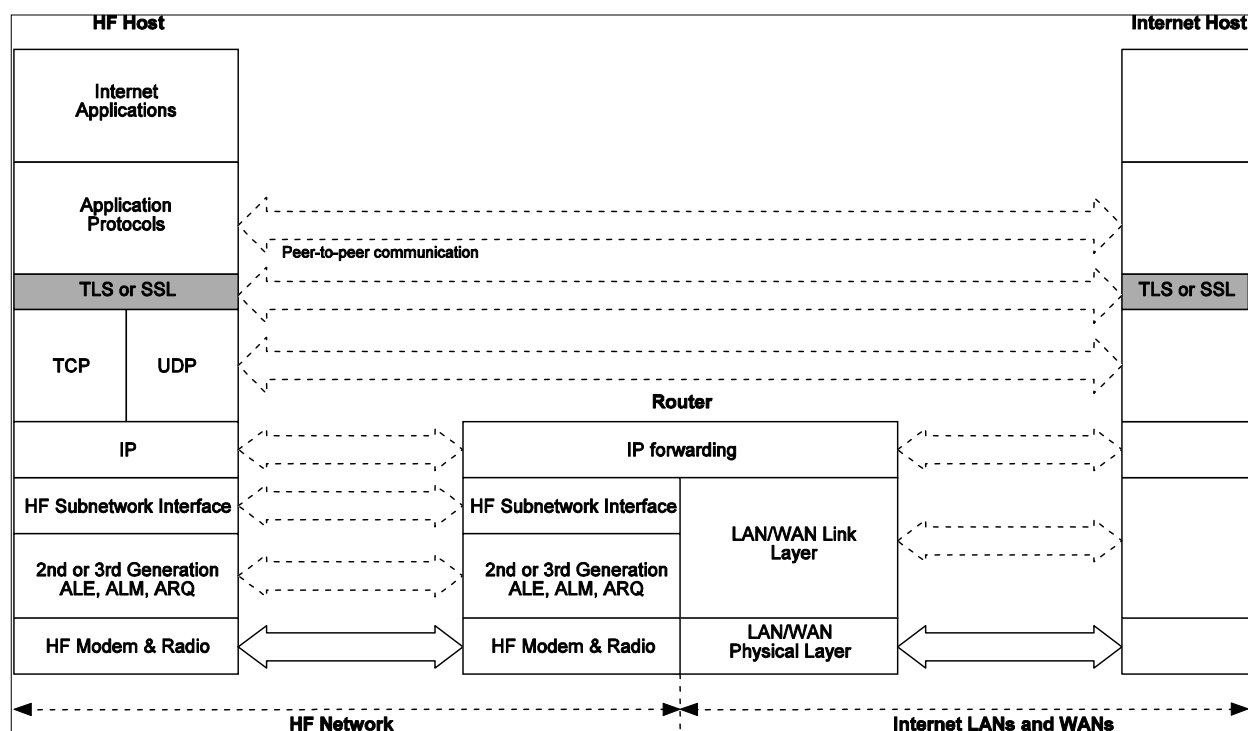 HF Host
Internet Host
Internet
Applications
Application
Protocols
Peer-to-peer communication
TLS or SSL
TLS or SSL
TCP
UDP
Router
IP
IP forwarding
HF Subnetwork Interface
HF Subnetwork Interface
LAN/WAN Link
Layer
2nd or 3rd Generation
ALE, ALM, ARQ
2nd or 3rd Generation
ALE, ALM, ARQ
HF Modem & Radio
HF Modem & Radio
LAN/WAN
Physical Layer
HF Network
Internet LANs and WANs